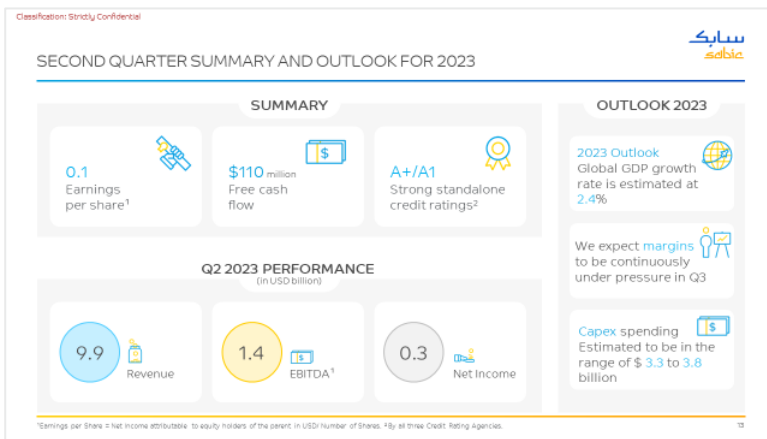 Classification: Strictly Confidential
سابك
sabic
SECOND QUARTER SUMMARY AND OUTLOOK FOR 2023
SUMMARY
0.1
Earnings
per share¹
$
$110 million
Free cash
flow
A+/A1
Strong standalone
credit ratings²
Q2 2023 PERFORMANCE
(in USD billion)
9.9
Revenue
1.4
$
EBITDA¹
0.3
Net Income
OUTLOOK 2023
2023 Outlook
Global GDP growth
rate is estimated at
2.4%
We expect margins
to be continuously
under pressure in Q3
$
Capex spending
Estimated to be in the
range of $ 3.3 to 3.8
billion
¹Earnings per Share = Net Income attributable to equity holders of the parent in USD/ Number of Shares. ²By all three Credit Rating Agencies.
13